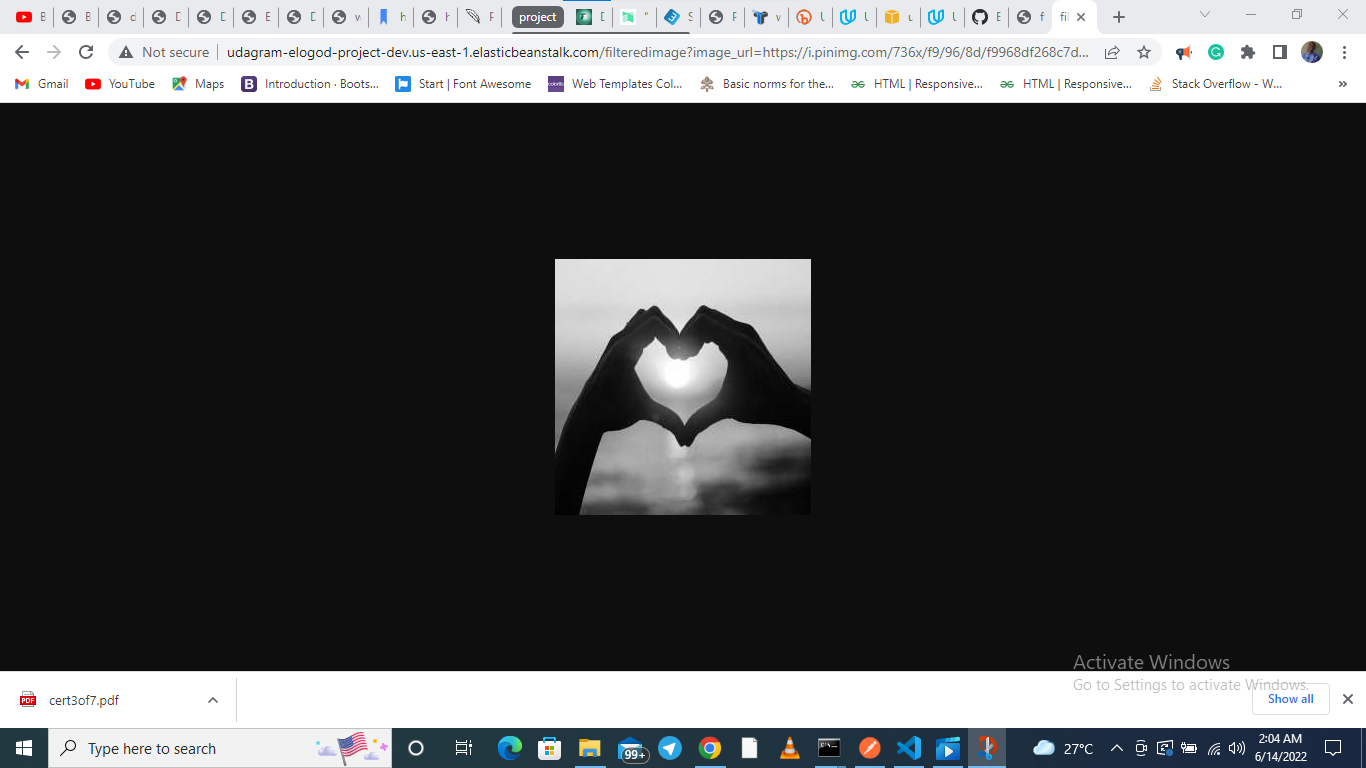 project
fil
Not secure
udagram-elogod-project-dev.us-east-1.elasticbeanstalk.com/filteredimage?image_url=https://i.pinimg.com/736x/f9/96/8d/f9968df268c7d...
Gmail
YouTube
Maps
Introduction · Boots...
Start | Font Awesome
Web Templates Col...
Basic norms for the...
HTML | Responsive...
HTML | Responsive...
Stack Overflow - W...
Activate Windows
Go to Settings to activate Windows.
cert3of7.pdf
Show all
Type here to search
99+
27°C
2:04 AM
6/14/2022